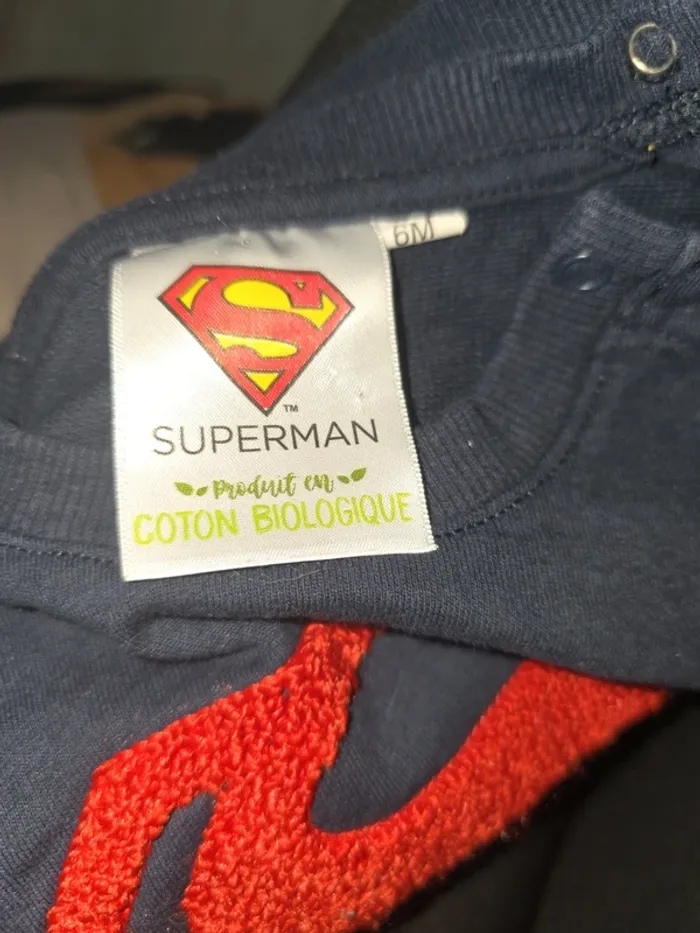 6M
S
™
SUPERMAN
Produit en
COTON BIOLOGIQUE